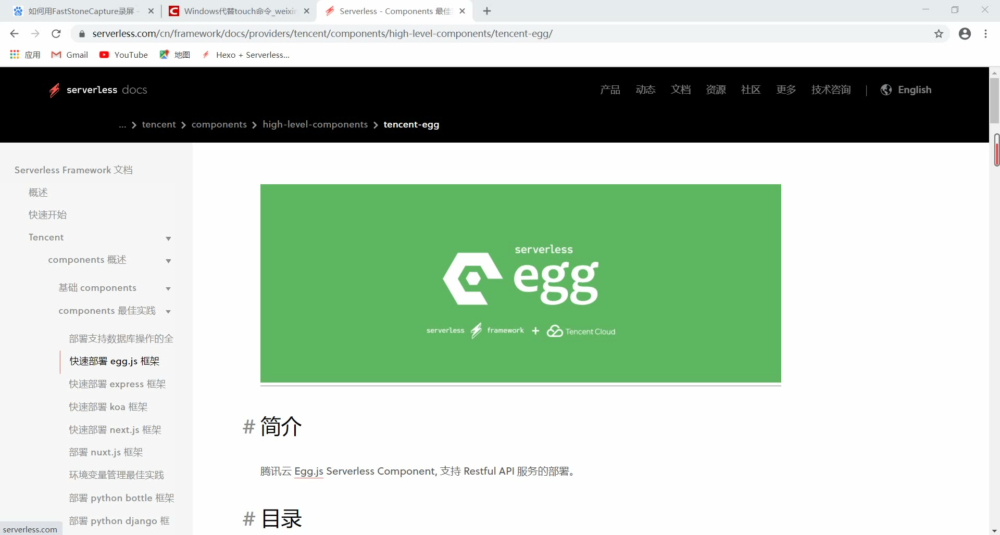 如何用FastStoneCapture录屏 -
Windows代替touch命令_weixin
Serverless - Components 最佳
serverless.com/cn/framework/docs/providers/tencent/components/high-level-components/tencent-egg/
应用 Gmail YouTube 地图 Hexo + Serverless...
serverless docs
产品 动态 文档 资源 社区 更多 技术咨询 | English
... > tencent > components > high-level-components > tencent-egg
Serverless Framework 文档
概述
快速开始
Tencent
components 概述
基础 components
components 最佳实践
部署支持数据库操作的全
快速部署 egg.js 框架
快速部署 express 框架
快速部署 koa 框架
快速部署 next.js 框架
部署 nuxt.js 框架
环境变量管理最佳实践
部署 python bottle 框架
部署 python django 框
serverless.com
serverless
egg
serverless framework + Tencent Cloud
# 简介
腾讯云 Egg.js Serverless Component, 支持 Restful API 服务的部署。
# 目录